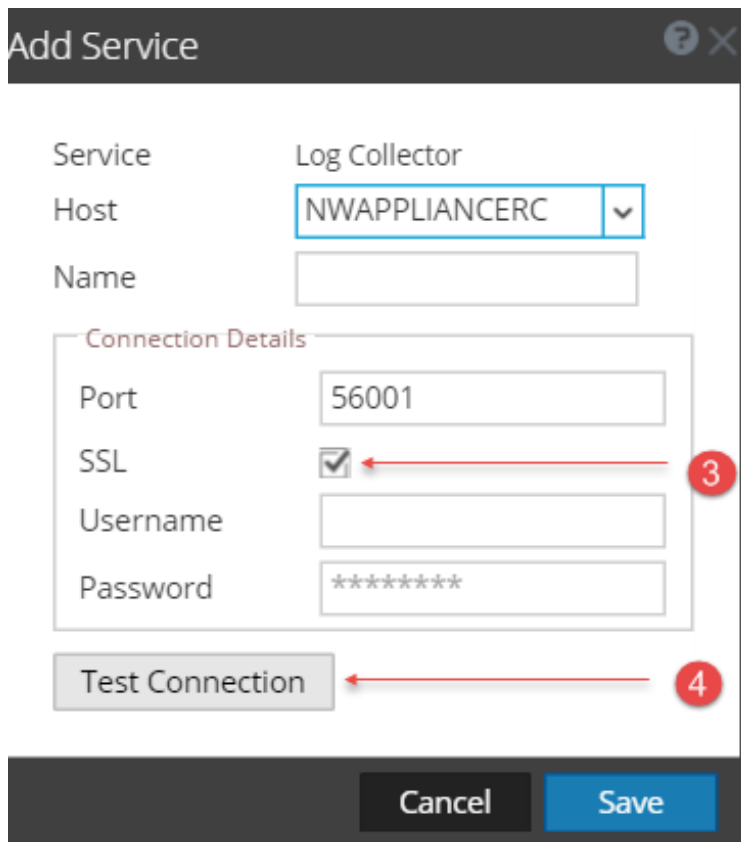 Add Service
?
Service Log Collector
Host NWAPPLIANCERC
Name
Connection Details
Port 56001
SSL
3
Username
Password ********
Test Connection
4
Cancel Save